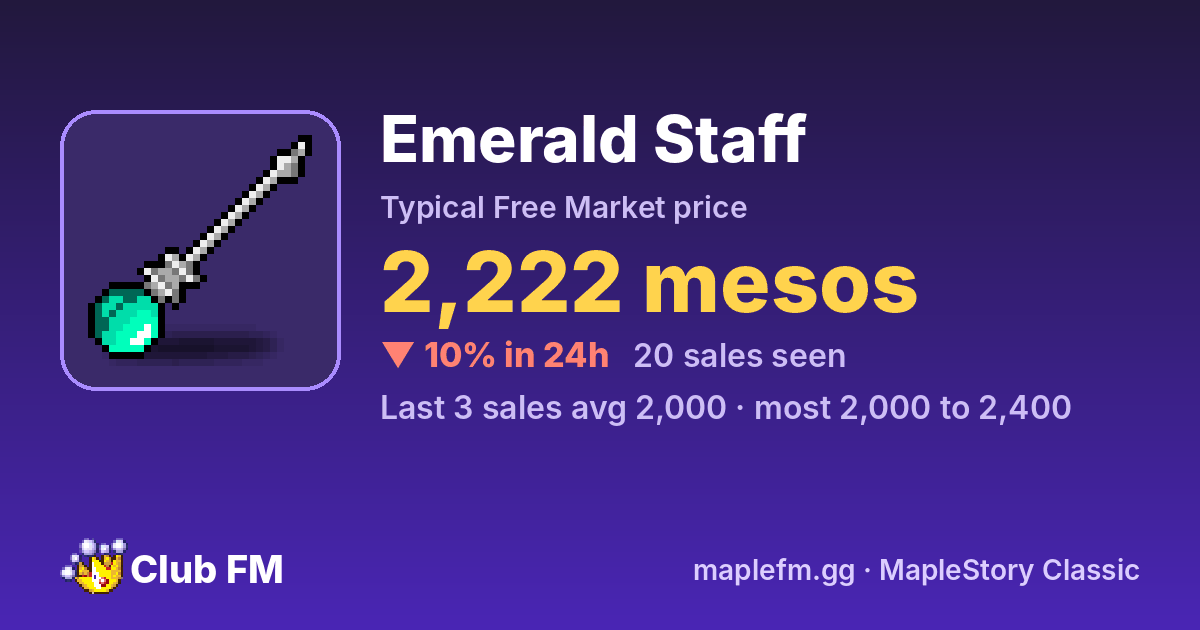 Emerald Staff
Typical Free Market price
2,222 mesos
▼ 10% in 24h 20 sales seen
Last 3 sales avg 2,000 · most 2,000 to 2,400
Club FM
maplefm.gg · MapleStory Classic